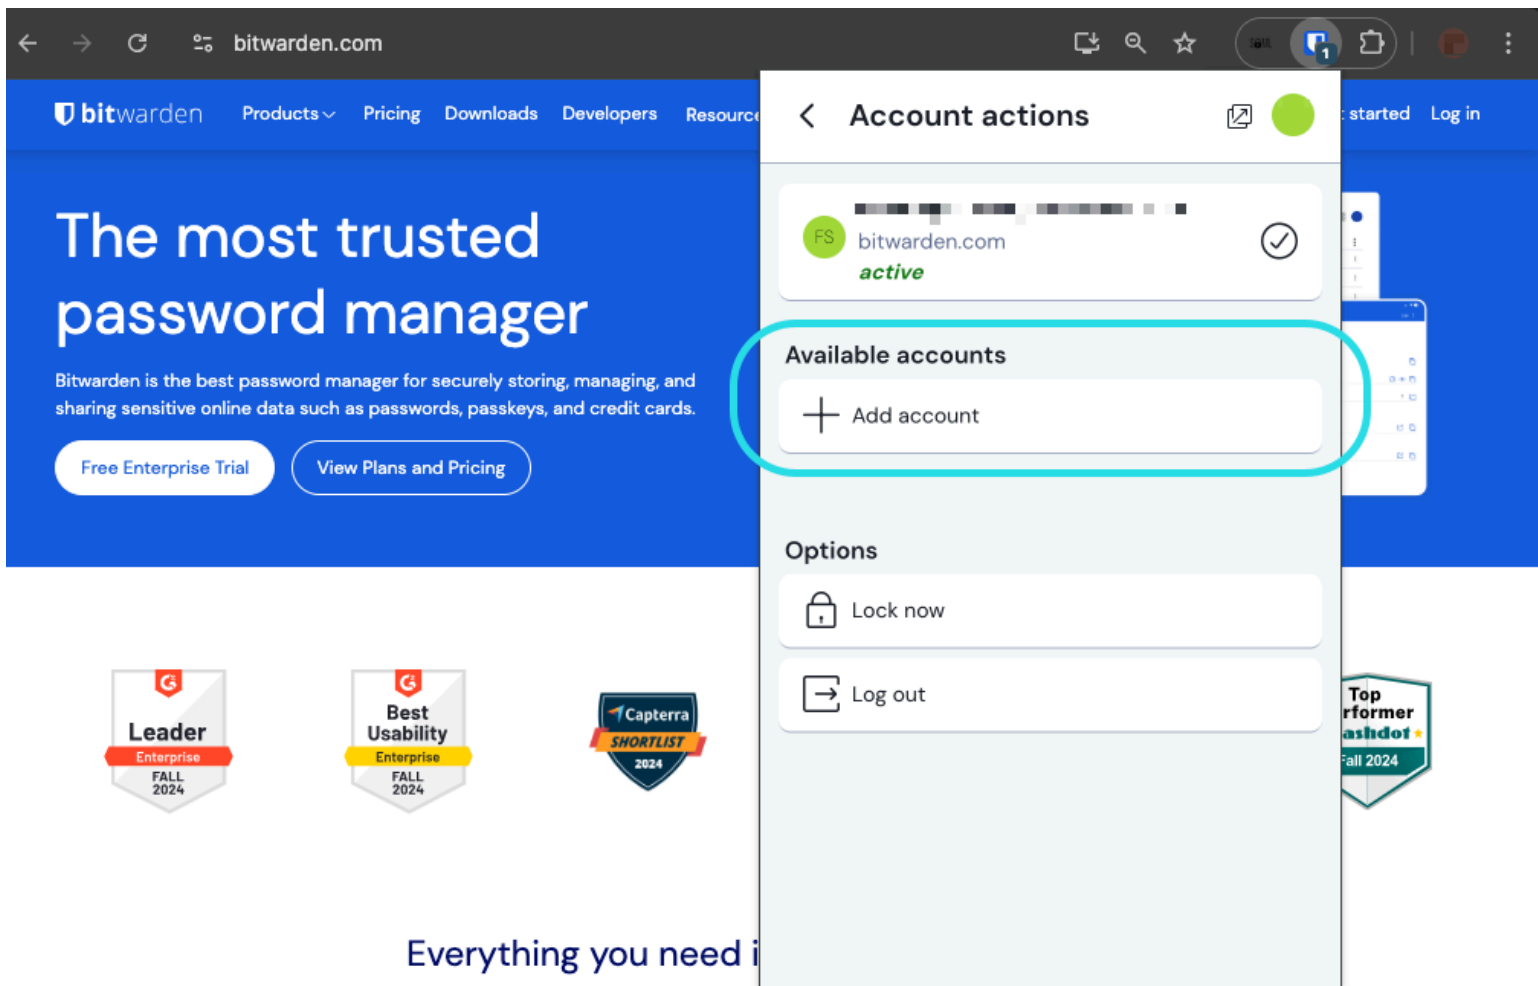 bitwarden.com
1
bitwarden
Products
Pricing
Downloads
Developers
started
Log in
The most trusted
password manager
Bitwarden is the best password manager for securely storing, managing, and
sharing sensitive online data such as passwords, passkeys, and credit cards.
Free Enterprise Trial
View Plans and Pricing
Account actions
FS
bitwarden.com
active
Available accounts
Add account
Options
Lock now
Log out
Leader
Enterprise
FALL
2024
Best
Usability
Enterprise
FALL
2024
Capterra
SHORTLIST
2024
Top
rformer
ashdot
Fall 2024
Everything you need i